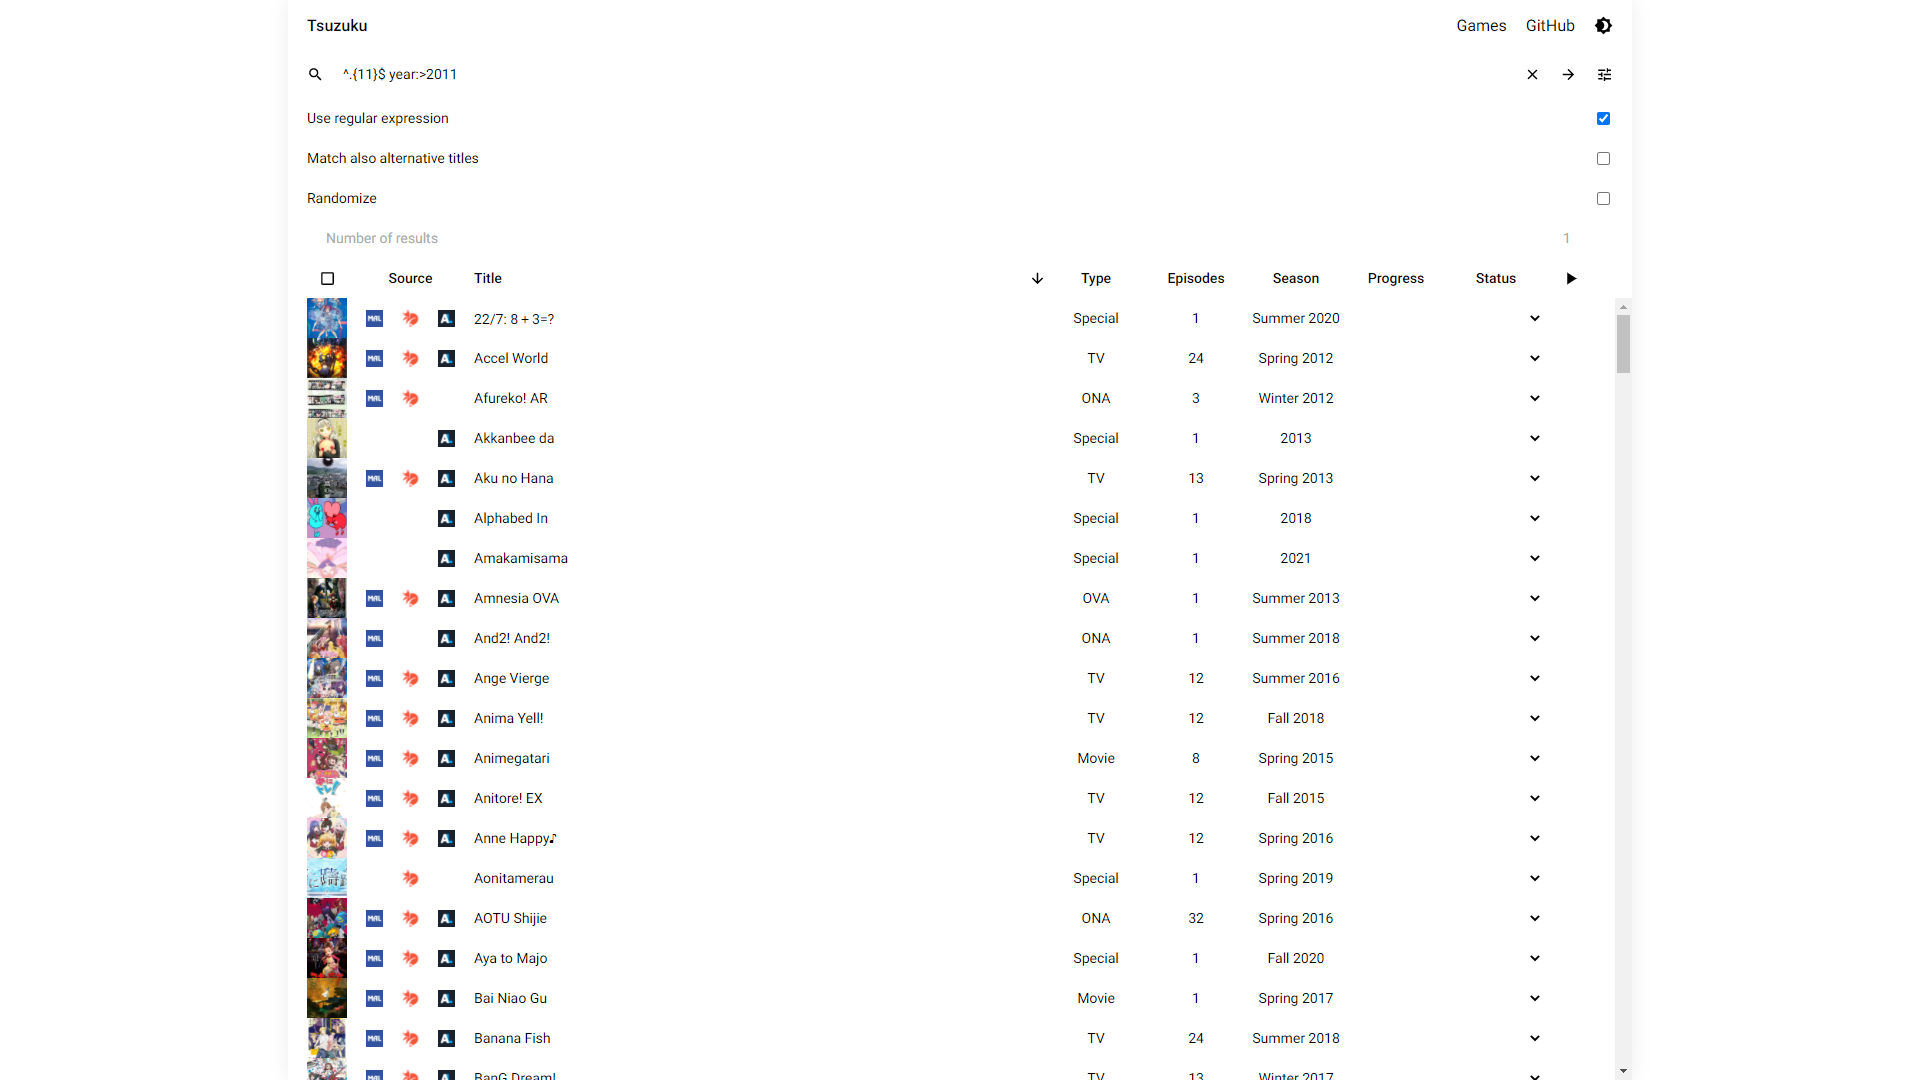 Tsuzuku Games GitHub
^.{11}$ year:>2011
Use regular expression
Match also alternative titles
Randomize
Number of results 1
Source Title Type Episodes Season Progress Status
MAL A. 22/7: 8 + 3=? Special 1 Summer 2020
MAL A. Accel World TV 24 Spring 2012
MAL Afureko! AR ONA 3 Winter 2012
A. Akkanbee da Special 1 2013
MAL A. Aku no Hana TV 13 Spring 2013
A. Alphabed In Special 1 2018
A. Amakamisama Special 1 2021
MAL A. Amnesia OVA OVA 1 Summer 2013
MAL A. And2! And2! ONA 1 Summer 2018
MAL A. Ange Vierge TV 12 Summer 2016
MAL A. Anima Yell! TV 12 Fall 2018
MAL A. Animegatari Movie 8 Spring 2015
MAL A. Anitore! EX TV 12 Fall 2015
MAL A. Anne Happy♪ TV 12 Spring 2016
Aonitamerau Special 1 Spring 2019
MAL A. AOTU Shijie ONA 32 Spring 2016
MAL A. Aya to Majo Special 1 Fall 2020
MAL A. Bai Niao Gu Movie 1 Spring 2017
MAL A. Banana Fish TV 24 Summer 2018
MAL A. BanG Dream! TV 13 Winter 2017